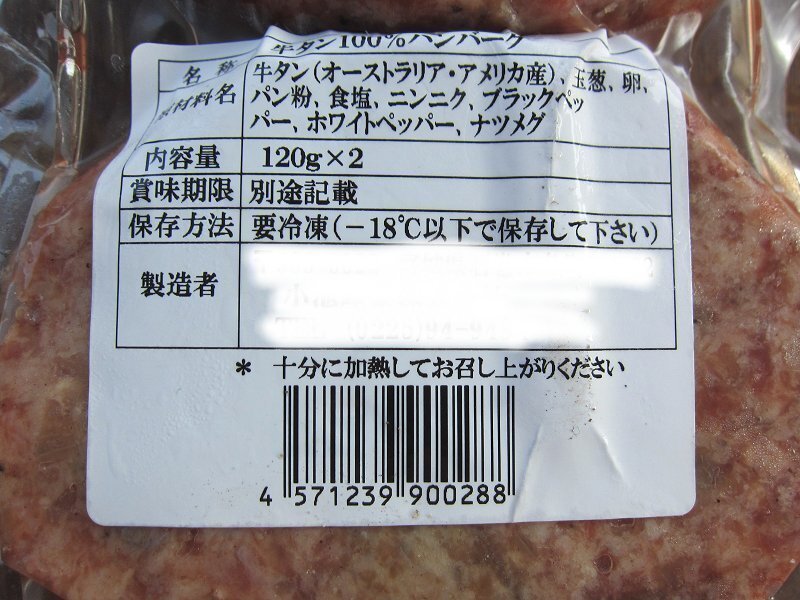 牛タン100%ハンバーグ
名称
原材料名 牛タン(オーストラリア・アメリカ産)、玉葱、卵、
パン粉、食塩、ニンニク、ブラックペッ
パー、ホワイトペッパー、ナツメグ
内容量 120g×2
賞味期限 別途記載
保存方法 要冷凍(−18℃以下で保存して下さい)
製造者
* 十分に加熱してお召し上がりください
4 571239 900288